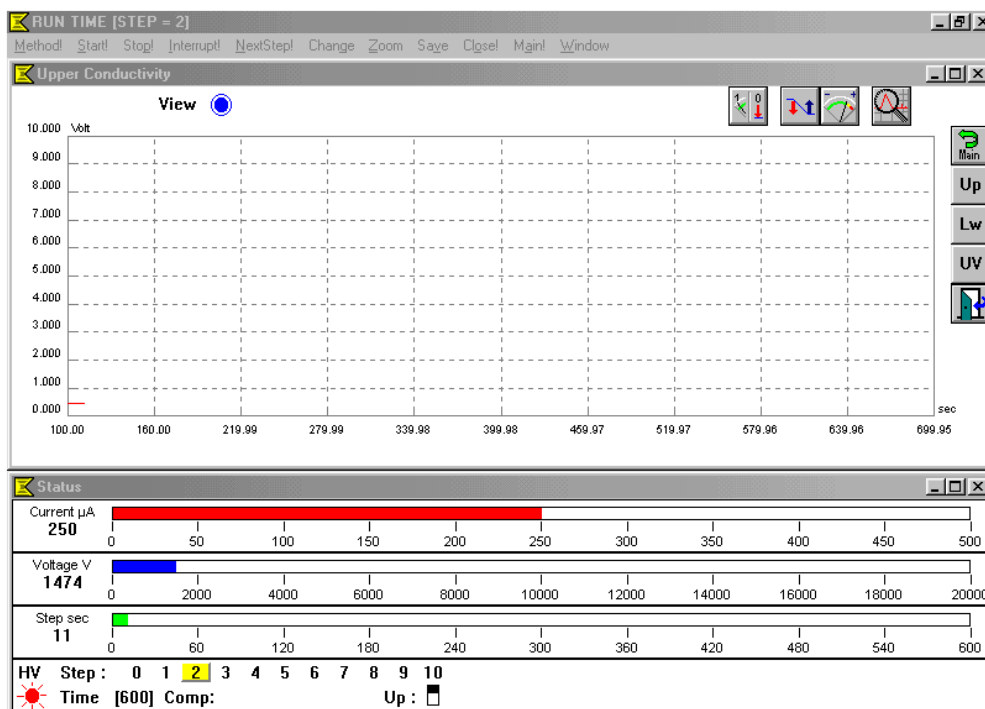 RUN TIME [STEP = 2]
Method! Start! Stop! Interrupt! NextStep! Change Zoom Save Close! Main! Window
Upper Conductivity
View
1 0
- +
10.000 Volt
9.000
8.000
7.000
6.000
5.000
4.000
3.000
2.000
1.000
0.000
sec
100.00 160.00 219.99 279.99 339.98 399.98 459.97 519.97 579.96 639.96 699.95
Main
Up
Lw
UV
Status
Current µA
250
0 50 100 150 200 250 300 350 400 450 500
Voltage V
1474
0 2000 4000 6000 8000 10000 12000 14000 16000 18000 20000
Step sec
11
0 60 120 180 240 300 360 420 480 540 600
HV Step : 0 1 2 3 4 5 6 7 8 9 10
Time [600] Comp: Up :